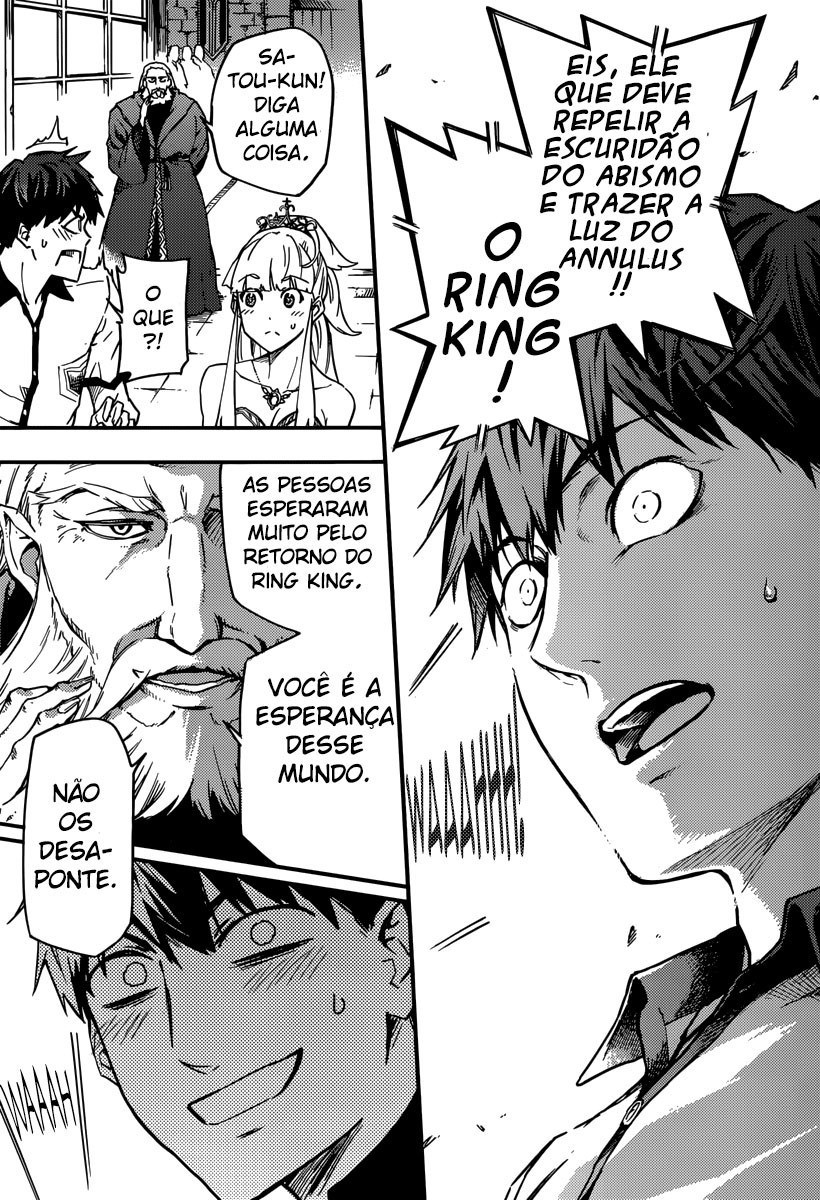 EIS, ELE
QUE DEVE
REPELIR A
ESCURIDÃO
DO ABISMO
E TRAZER A
LUZ DO
ANNULUS
!!
O
RING
KING
!
SA-
TOU-KUN!
DIGA
ALGUMA
COISA.
O
QUE
?!
AS PESSOAS
ESPERARAM
MUITO PELO
RETORNO DO
RING KING.
VOCÊ É A
ESPERANÇA
DESSE
MUNDO.
NÃO
OS
DESA-
PONTE.
WAAAHH!
WAAAH